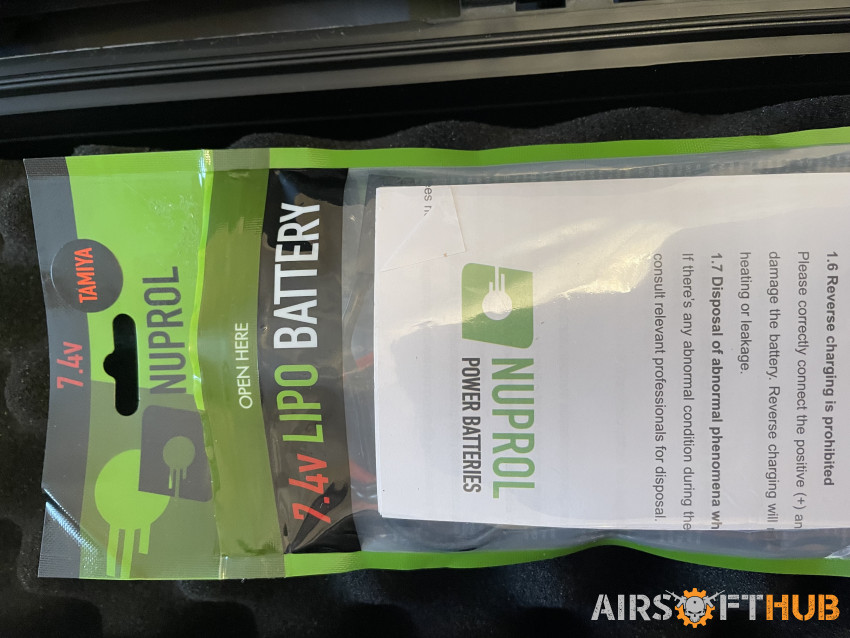 7.4v
TAMIYA
NUPROL
OPEN HERE
7.4v LIPO BATTERY
NUPROL
POWER BATTERIES
1.6 Reverse charging is prohibited
Please correctly connect the positive (+) an
damage the battery. Reverse charging will
heating or leakage.
1.7 Disposal of abnormal phenomena wh
If there's any abnormal condition during the
consult relevant professionals for disposal.
AIRSOFTHUB